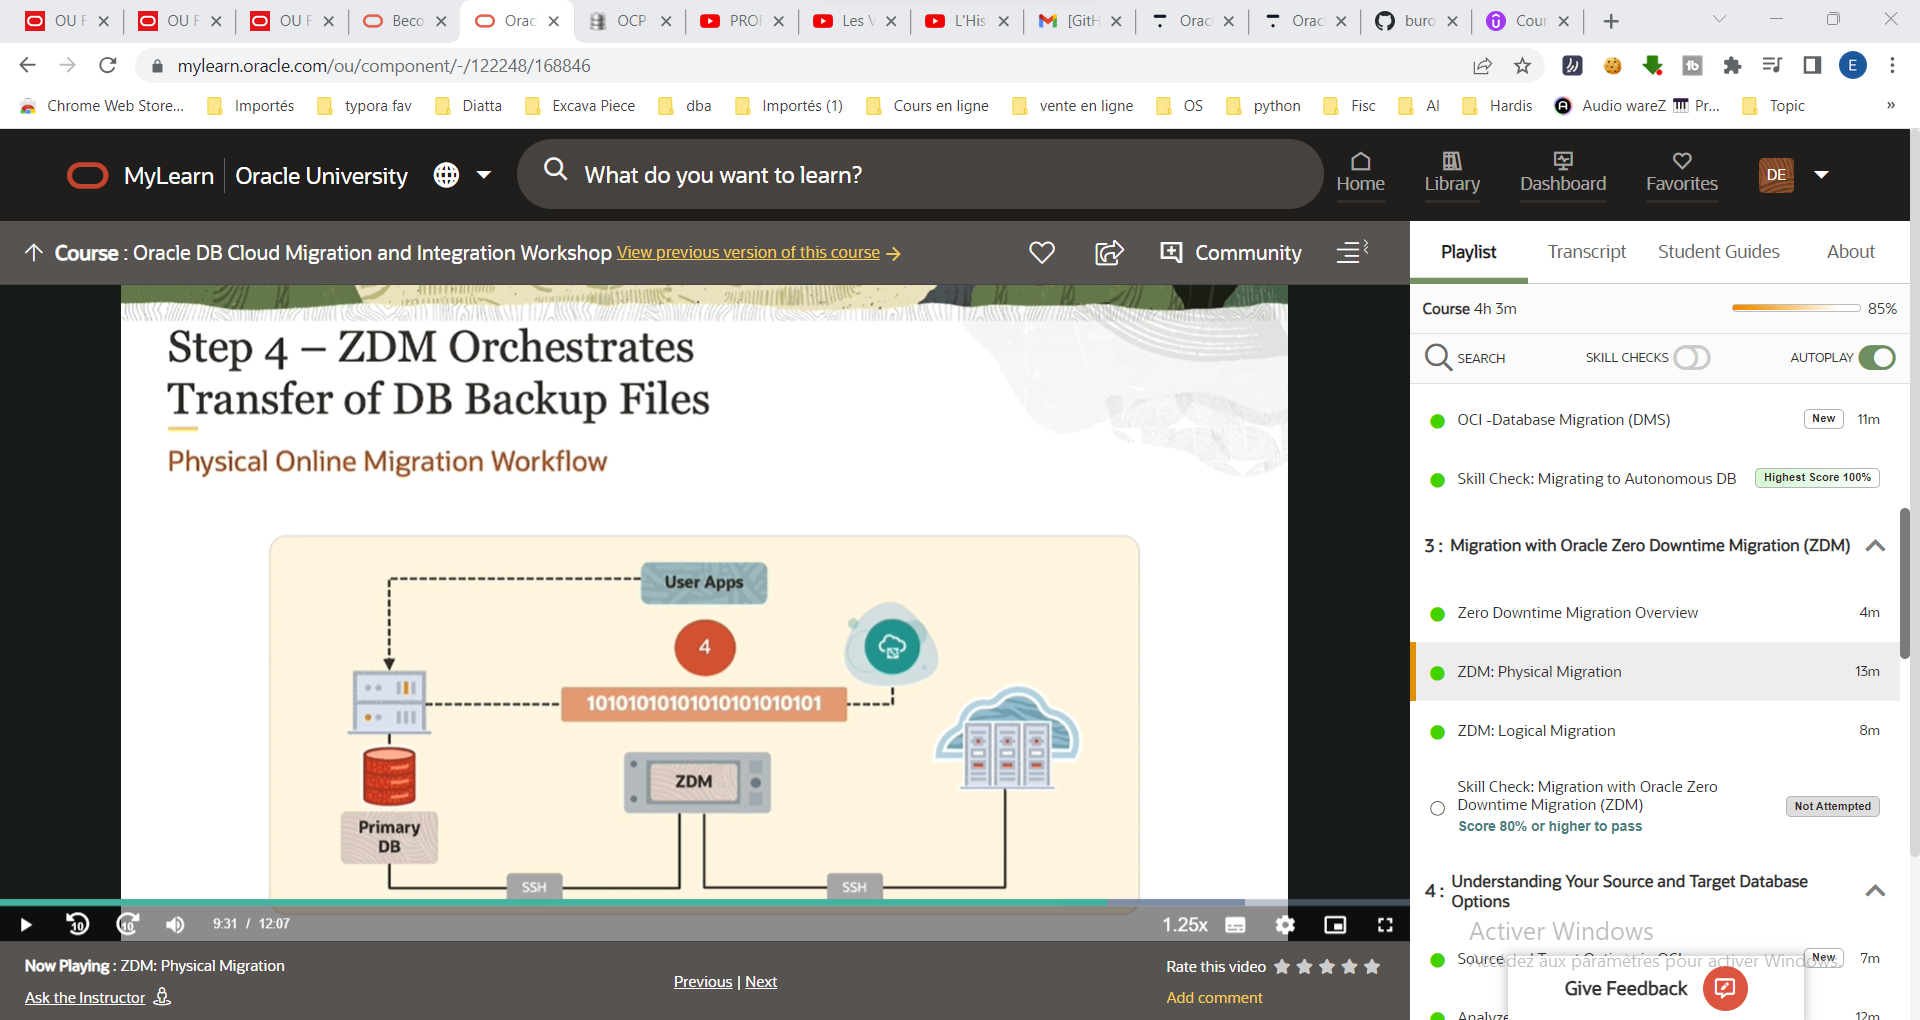 OU F
OU F
OU F
Beco
Orac
OCP
PROF
Les V
L'His
[GitH
Orac
Orac
buro
Cour
mylearn.oracle.com/ou/component/-/122248/168846
E
Chrome Web Store...
Importés
typora fav
Diatta
Excava Piece
dba
Importés (1)
Cours en ligne
vente en ligne
OS
python
Fisc
AI
Hardis
Audio wareZ
Pr...
Topic
»
MyLearn
Oracle University
What do you want to learn?
Home
Library
Dashboard
Favorites
DE
Course : Oracle DB Cloud Migration and Integration Workshop View previous version of this course →
Community
Playlist
Transcript
Student Guides
About
Course 4h 3m
85%
SEARCH
SKILL CHECKS
AUTOPLAY
Step 4 – ZDM Orchestrates
Transfer of DB Backup Files
Physical Online Migration Workflow
User Apps
4
1010101010101010101010101
ZDM
Primary
DB
SSH
SSH
9:31 / 12:07
1.25x
OCI -Database Migration (DMS)
New
11m
Skill Check: Migrating to Autonomous DB
Highest Score 100%
3 : Migration with Oracle Zero Downtime Migration (ZDM)
Zero Downtime Migration Overview
4m
ZDM: Physical Migration
13m
ZDM: Logical Migration
8m
Skill Check: Migration with Oracle Zero
Downtime Migration (ZDM)
Not Attempted
Score 80% or higher to pass
4 : Understanding Your Source and Target Database
Options
Activer Windows
Accédez aux paramètres pour activer Windows.
New
7m
Give Feedback
Analyze
12m
Now Playing : ZDM: Physical Migration
Ask the Instructor
Previous | Next
Rate this video
Add comment